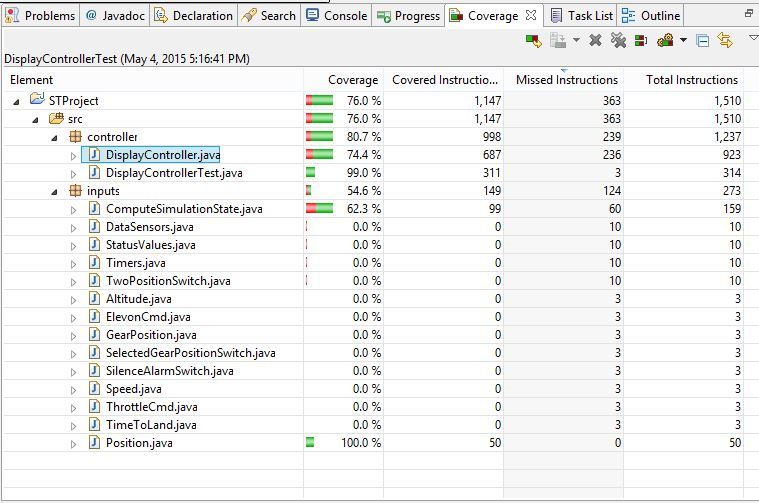 Problems @ Javadoc Declaration Search Console Progress Coverage Task List Outline
DisplayControllerTest (May 4, 2015 5:16:41 PM)
Element Coverage Covered Instructio... Missed Instructions Total Instructions
STProject 76.0 % 1,147 363 1,510
src 76.0 % 1,147 363 1,510
controller 80.7 % 998 239 1,237
DisplayController.java 74.4 % 687 236 923
DisplayControllerTest.java 99.0 % 311 3 314
inputs 54.6 % 149 124 273
ComputeSimulationState.java 62.3 % 99 60 159
DataSensors.java 0.0 % 0 10 10
StatusValues.java 0.0 % 0 10 10
Timers.java 0.0 % 0 10 10
TwoPositionSwitch.java 0.0 % 0 10 10
Altitude.java 0.0 % 0 3 3
ElevonCmd.java 0.0 % 0 3 3
GearPosition.java 0.0 % 0 3 3
SelectedGearPositionSwitch.java 0.0 % 0 3 3
SilenceAlarmSwitch.java 0.0 % 0 3 3
Speed.java 0.0 % 0 3 3
ThrottleCmd.java 0.0 % 0 3 3
TimeToLand.java 0.0 % 0 3 3
Position.java 100.0 % 50 0 50